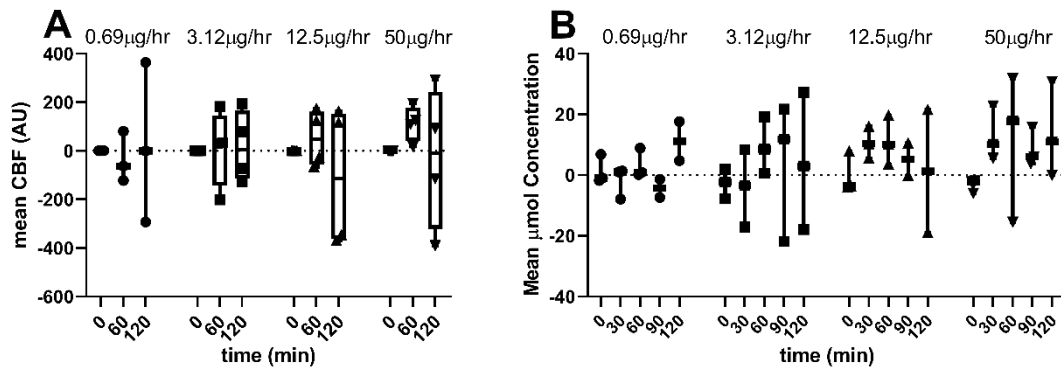 A
0.69μg/hr 3.12μg/hr 12.5μg/hr 50μg/hr
mean CBF (AU)
400
200
0
-200
-400
-600
0 60 120 0 60 120 0 60 120 0 60 120
time (min)
B
0.69μg/hr 3.12μg/hr 12.5μg/hr 50μg/hr
Mean μmol Concentration
40
20
0
-20
-40
0 30 60 90 120 0 30 60 90 120 0 30 60 90 120 0 30 60 90 120
time (min)